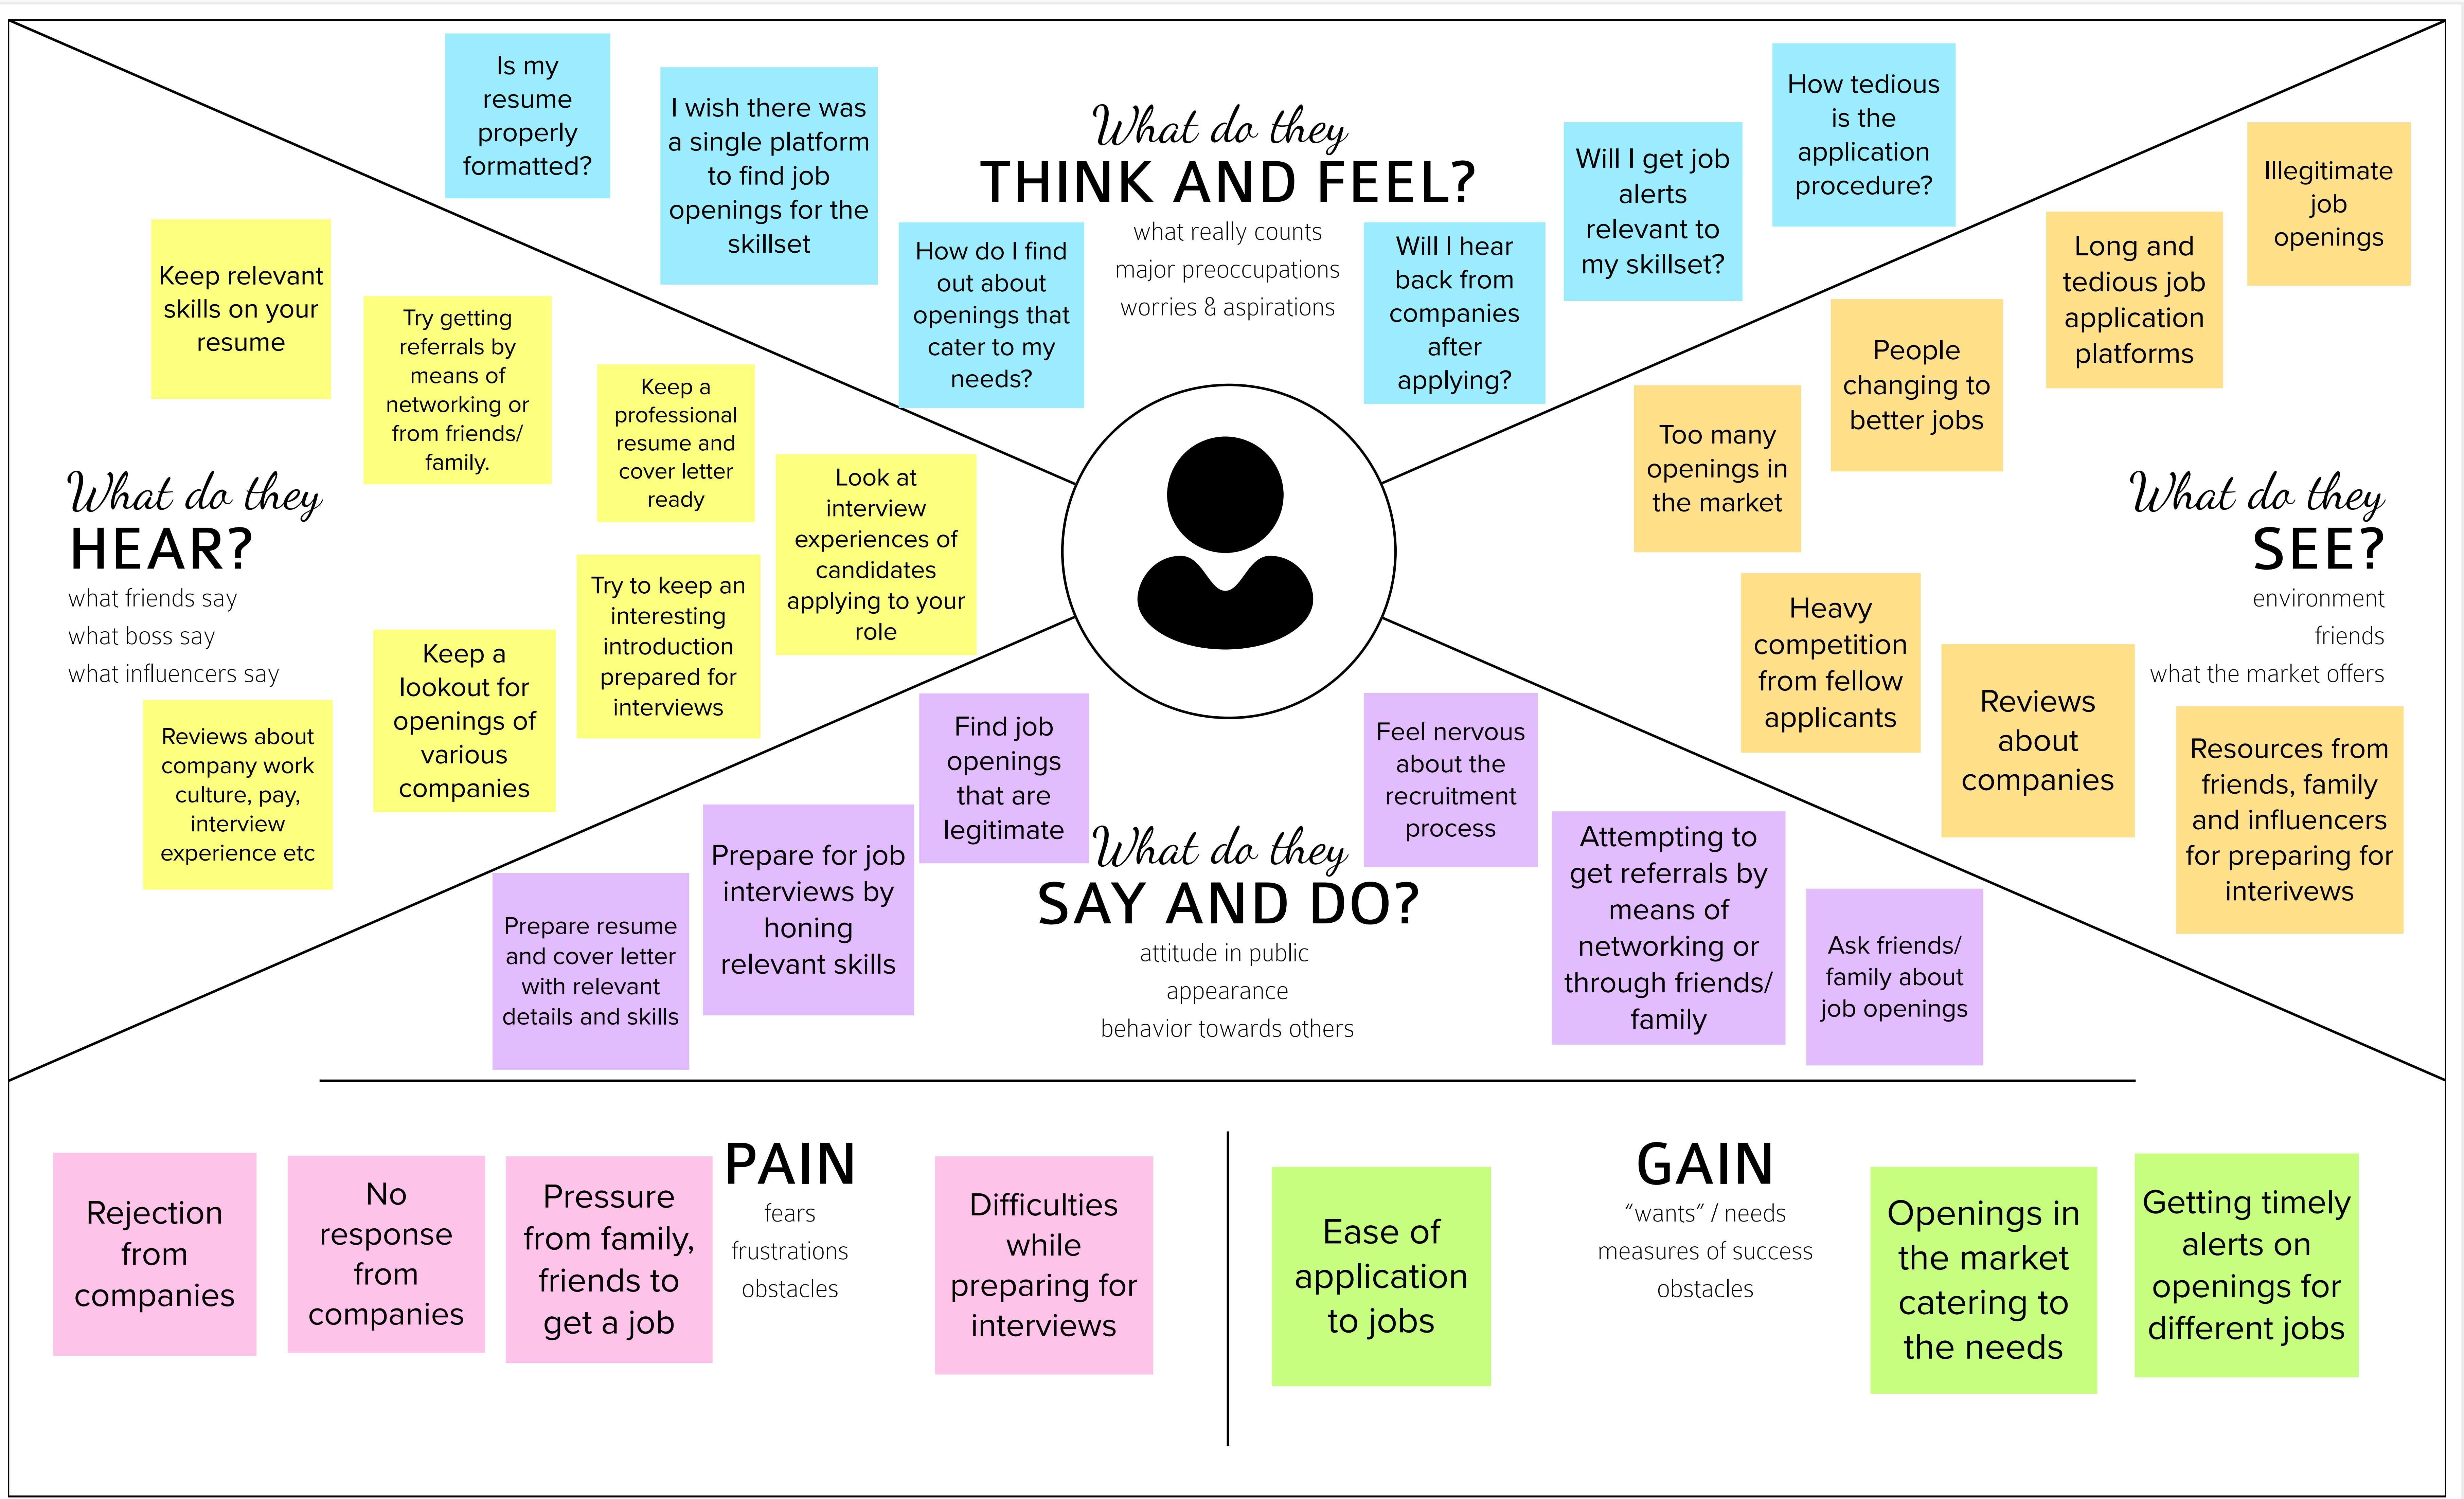 Is my
resume
properly
formatted?
I wish there was
a single platform
to find job
openings for the
skillset
How do I find
out about
openings that
cater to my
needs?
What do they
THINK AND FEEL?
what really counts
major preoccupations
worries & aspirations
Will I hear
back from
companies
after
applying?
Will I get job
alerts
relevant to
my skillset?
How tedious
is the
application
procedure?
Keep relevant
skills on your
resume
Try getting
referrals by
means of
networking or
from friends/
family.
Keep a
professional
resume and
cover letter
ready
Look at
interview
experiences of
candidates
applying to your
role
What do they
HEAR?
what friends say
what boss say
what influencers say
Try to keep an
interesting
introduction
prepared for
interviews
Keep a
lookout for
openings of
various
companies
Reviews about
company work
culture, pay,
interview
experience etc
Illegitimate
job
openings
Long and
tedious job
application
platforms
People
changing to
better jobs
Too many
openings in
the market
What do they
SEE?
environment
friends
what the market offers
Heavy
competition
from fellow
applicants
Reviews
about
companies
Resources from
friends, family
and influencers
for preparing for
interivews
Prepare resume
and cover letter
with relevant
details and skills
Prepare for job
interviews by
honing
relevant skills
Find job
openings
that are
legitimate
What do they
SAY AND DO?
attitude in public
appearance
behavior towards others
Feel nervous
about the
recruitment
process
Attempting to
get referrals by
means of
networking or
through friends/
family
Ask friends/
family about
job openings
Rejection
from
companies
No
response
from
companies
Pressure
from family,
friends to
get a job
PAIN
fears
frustrations
obstacles
Difficulties
while
preparing for
interviews
Ease of
application
to jobs
GAIN
“wants” / needs
measures of success
obstacles
Openings in
the market
catering to
the needs
Getting timely
alerts on
openings for
different jobs